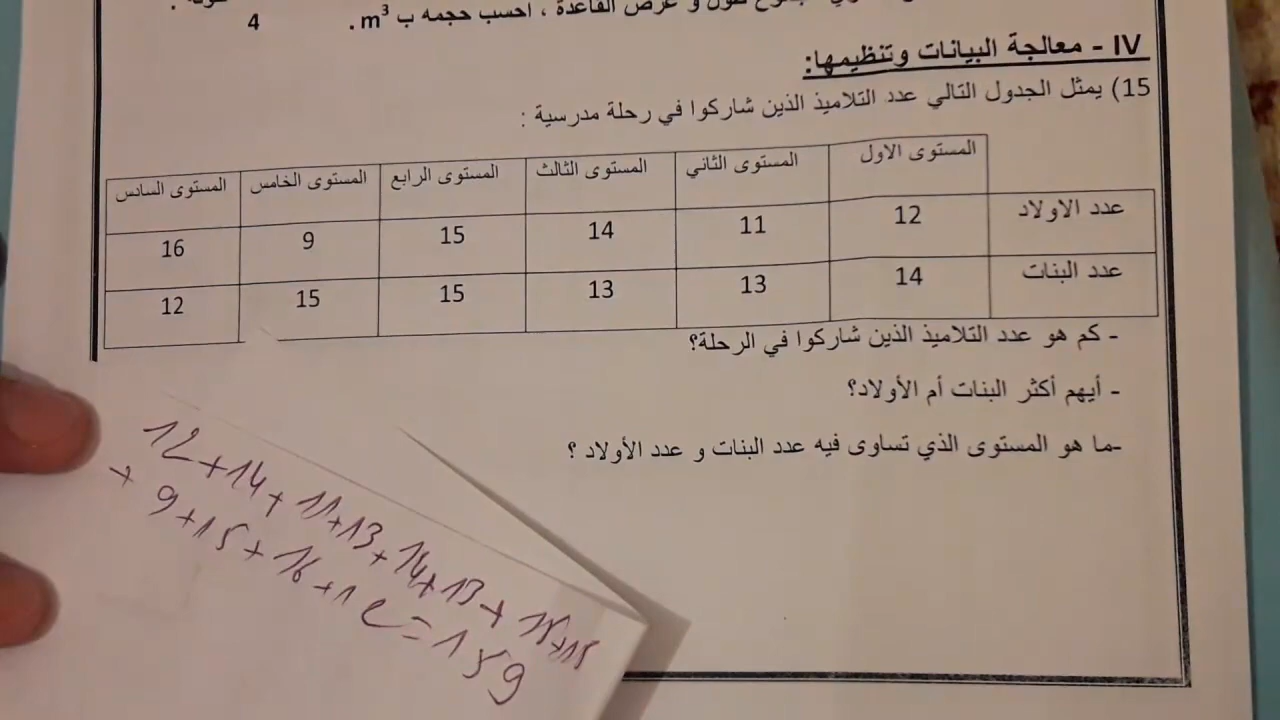 و عرض القاعدة ، احسب حجمه ب m³ .
4
IV - معالجة البيانات وتنظيمها:
15) يمثل الجدول التالي عدد التلاميذ الذين شاركوا في رحلة مدرسية :
المستوى الاول المستوى الثاني المستوى الثالث المستوى الرابع المستوى الخامس المستوى السادس
عدد الاولاد 12 11 14 15 9 16
عدد البنات 14 13 13 15 15 12
- كم هو عدد التلاميذ الذين شاركوا في الرحلة؟
- أيهم أكثر البنات أم الأولاد؟
-ما هو المستوى الذي تساوى فيه عدد البنات و عدد الأولاد ؟
12+14+11+13+14+13+15+15
+9+15+16+12=159